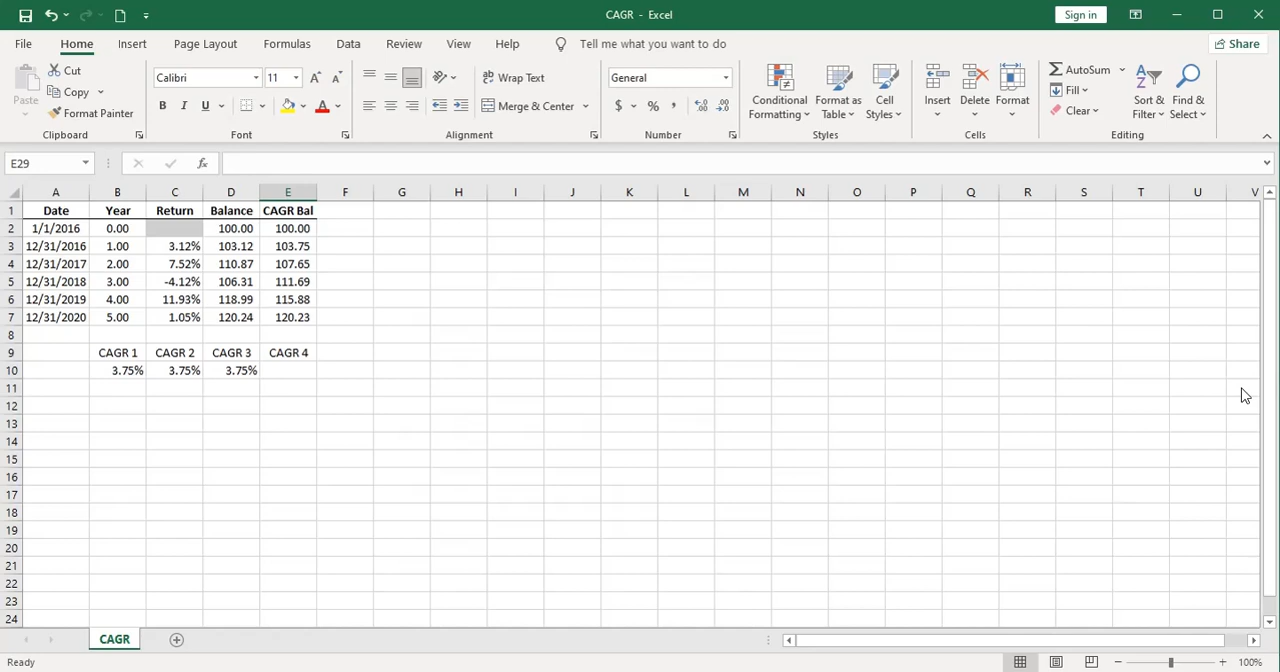 CAGR - Excel
Sign in
File Home Insert Page Layout Formulas Data Review View Help Tell me what you want to do Share
Paste
Cut
Copy
Format Painter
Clipboard
Calibri 11
B I U
Font
Wrap Text
Merge & Center
Alignment
General
$ % ,
Number
Conditional Formatting
Format as Table
Cell Styles
Styles
Insert
Delete
Format
Cells
AutoSum
Fill
Clear
Sort & Filter
Find & Select
Editing
E29
A B C D E F G H I J K L M N O P Q R S T U V
1 Date Year Return Balance CAGR Bal
2 1/1/2016 0.00 100.00 100.00
3 12/31/2016 1.00 3.12% 103.12 103.75
4 12/31/2017 2.00 7.52% 110.87 107.65
5 12/31/2018 3.00 -4.12% 106.31 111.69
6 12/31/2019 4.00 11.93% 118.99 115.88
7 12/31/2020 5.00 1.05% 120.24 120.23
8
9 CAGR 1 CAGR 2 CAGR 3 CAGR 4
10 3.75% 3.75% 3.75%
11
12
13
14
15
16
17
18
19
20
21
22
23
24
CAGR
Ready 100%